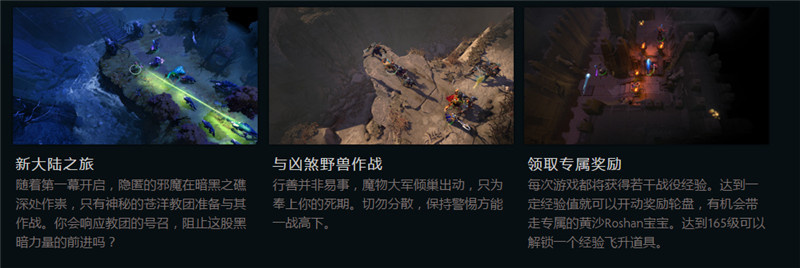 新大陆之旅
随着第一幕开启，隐匿的邪魔在暗黑之礁
深处作祟，只有神秘的苍洋教团准备与其
作战。你会响应教团的号召，阻止这股黑
暗力量的前进吗？
与凶煞野兽作战
行善并非易事，魔物大军倾巢出动，只为
奉上你的死期。切勿分散，保持警惕方能
一战高下。
领取专属奖励
每次游戏都将获得若干战役经验。达到一
定经验值就可以开动奖励轮盘，有机会带
走专属的黄沙Roshan宝宝。达到165级可以
解锁一个经验飞升道具。